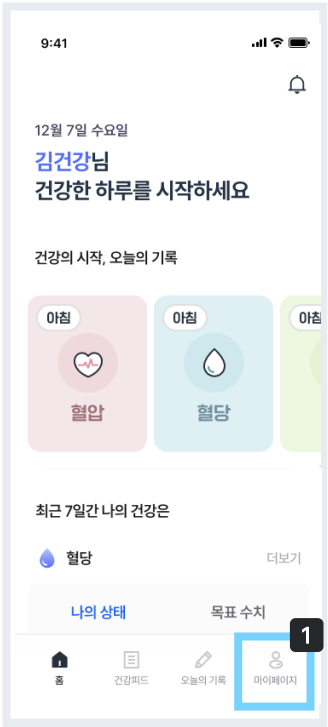 9:41
12월 7일 수요일
김건강님
건강한 하루를 시작하세요
건강의 시작, 오늘의 기록
아침
아침
아침
혈압
혈당
최근 7일간 나의 건강은
혈당
더보기
나의 상태
목표 수치
1
홈
건강피드
오늘의 기록
마이페이지